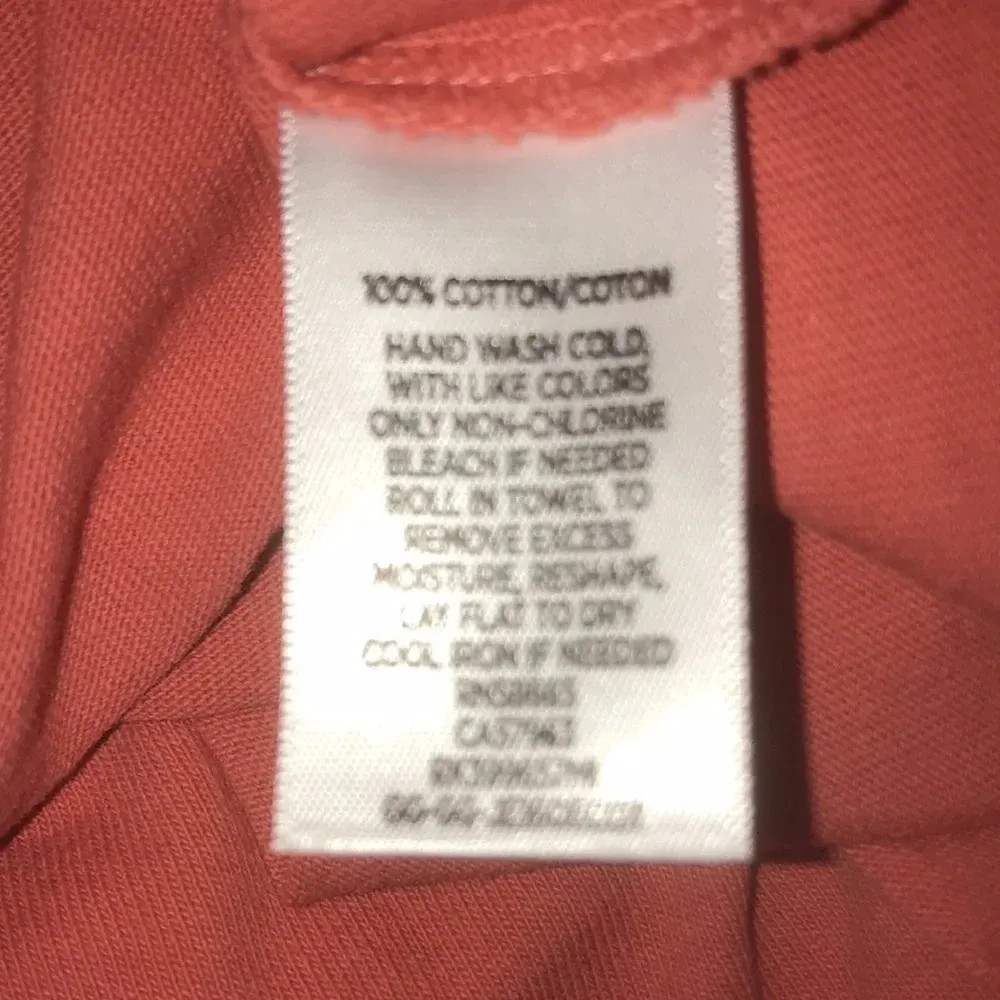 100% COTTON/COTON
HAND WASH COLD,
WITH LIKE COLORS
ONLY NON-CHLORINE
BLEACH IF NEEDED
ROLL IN TOWEL TO
REMOVE EXCESS
MOISTURE, RESHAPE,
LAY FLAT TO DRY
COOL IRON IF NEEDED
CA57963